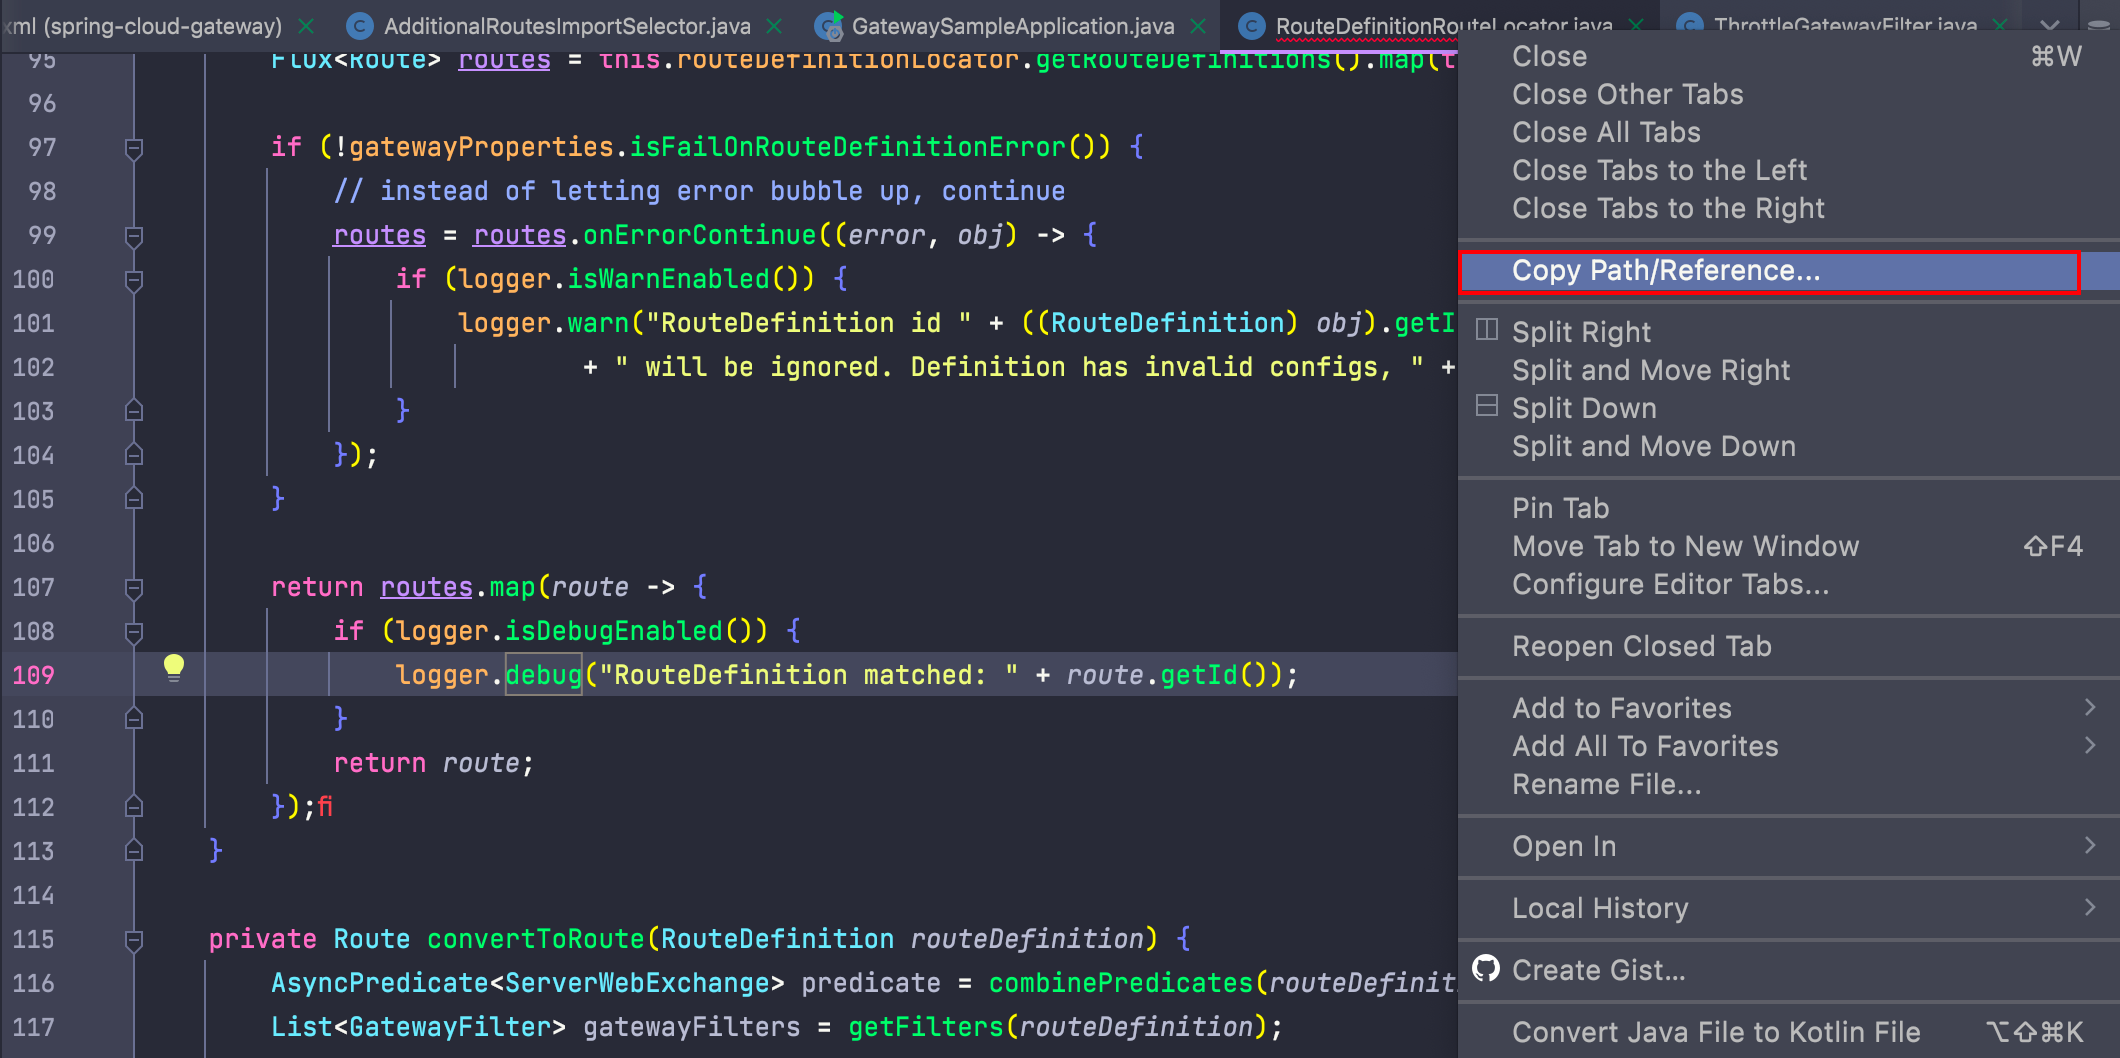 xml (spring-cloud-gateway) AdditionalRoutesImportSelector.java GatewaySampleApplication.java RouteDefinitionRouteLocator.java ThrottleGatewayFilter.java
95 Flux<Route> routes = this.routeDefinitionLocator.getRouteDefinitions().map(t
96
97 if (!gatewayProperties.isFailOnRouteDefinitionError()) {
98 // instead of letting error bubble up, continue
99 routes = routes.onErrorContinue((error, obj) -> {
100 if (logger.isWarnEnabled()) {
101 logger.warn("RouteDefinition id " + ((RouteDefinition) obj).getI
102 + " will be ignored. Definition has invalid configs, " +
103 }
104 });
105 }
106
107 return routes.map(route -> {
108 if (logger.isDebugEnabled()) {
109 logger.debug("RouteDefinition matched: " + route.getId());
110 }
111 return route;
112 });fi
113 }
114
115 private Route convertToRoute(RouteDefinition routeDefinition) {
116 AsyncPredicate<ServerWebExchange> predicate = combinePredicates(routeDefinit
117 List<GatewayFilter> gatewayFilters = getFilters(routeDefinition);
Close ⌘W
Close Other Tabs
Close All Tabs
Close Tabs to the Left
Close Tabs to the Right
Copy Path/Reference...
Split Right
Split and Move Right
Split Down
Split and Move Down
Pin Tab
Move Tab to New Window ⇧F4
Configure Editor Tabs...
Reopen Closed Tab
Add to Favorites
Add All To Favorites
Rename File...
Open In
Local History
Create Gist...
Convert Java File to Kotlin File ⌥⇧⌘K